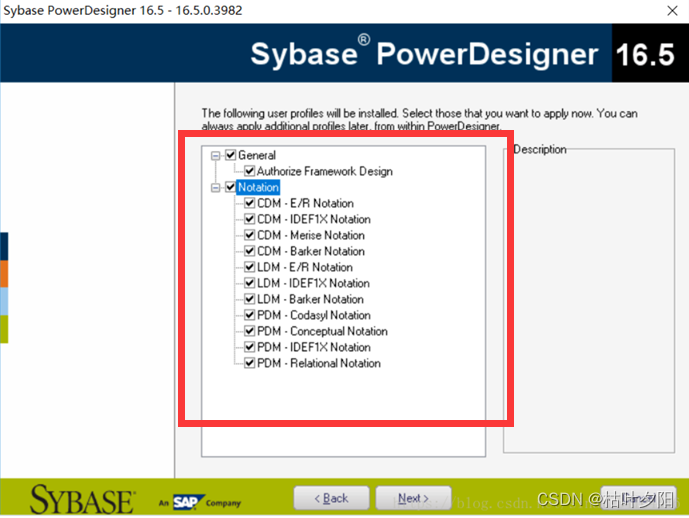 Sybase PowerDesigner 16.5 - 16.5.0.3982
Sybase® PowerDesigner 16.5
The following user profiles will be installed. Select those that you want to apply now. You can
always apply additional profiles later, from within PowerDesigner.
Description
General
Authorize Framework Design
Notation
CDM - E/R Notation
CDM - IDEF1X Notation
CDM - Merise Notation
CDM - Barker Notation
LDM - E/R Notation
LDM - IDEF1X Notation
LDM - Barker Notation
PDM - Codasyl Notation
PDM - Conceptual Notation
PDM - IDEF1X Notation
PDM - Relational Notation
SYBASE® An SAP Company
< Back
Next >
Cancel
CSDN @枯叶夕阳